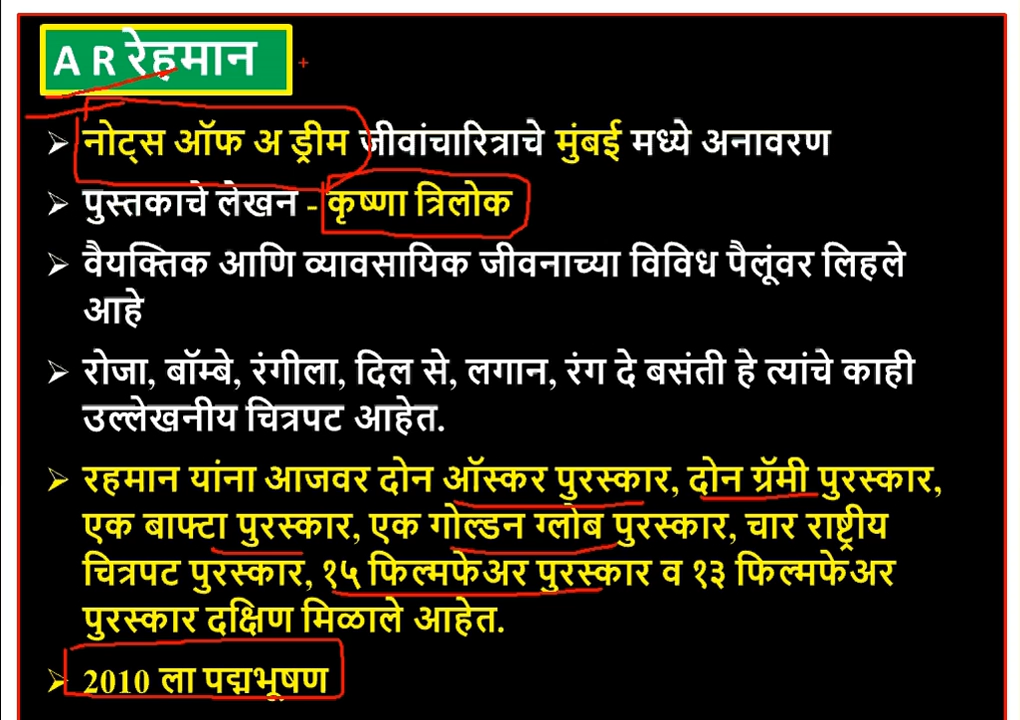 A R रेहमान
नोट्स ऑफ अ ड्रीम जीवांचारित्राचे मुंबई मध्ये अनावरण
पुस्तकाचे लेखन - कृष्णा त्रिलोक
वैयक्तिक आणि व्यावसायिक जीवनाच्या विविध पैलूंवर लिहले
आहे
रोजा, बॉम्बे, रंगीला, दिल से, लगान, रंग दे बसंती हे त्यांचे काही
उल्लेखनीय चित्रपट आहेत.
रहमान यांना आजवर दोन ऑस्कर पुरस्कार, दोन ग्रॅमी पुरस्कार,
एक बाफ्टा पुरस्कार, एक गोल्डन ग्लोब पुरस्कार, चार राष्ट्रीय
चित्रपट पुरस्कार, १५ फिल्मफेअर पुरस्कार व १३ फिल्मफेअर
पुरस्कार दक्षिण मिळाले आहेत.
2010 ला पद्मभूषण